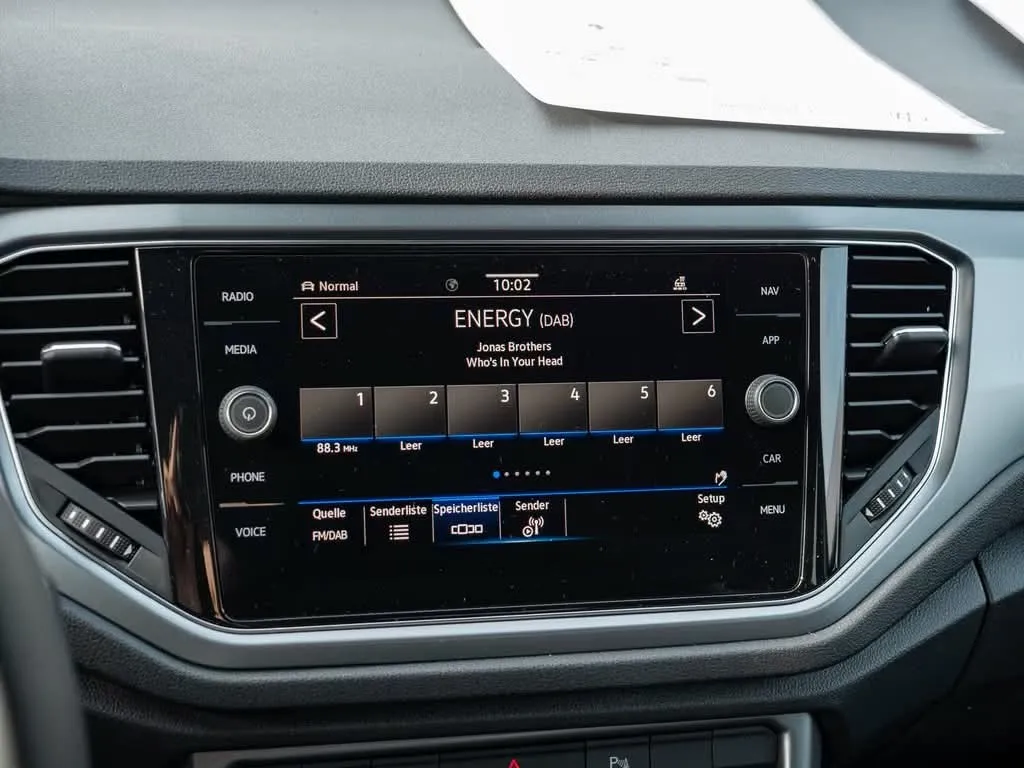 RADIO
MEDIA
PHONE
VOICE
Normal
10:02
<
ENERGY (DAB)
>
Jonas Brothers
Who's In Your Head
1 2 3 4 5 6
88.3 MHz Leer Leer Leer Leer Leer
Quelle Senderliste Speicherliste Sender Setup
FM/DAB
NAV
APP
CAR
MENU
P